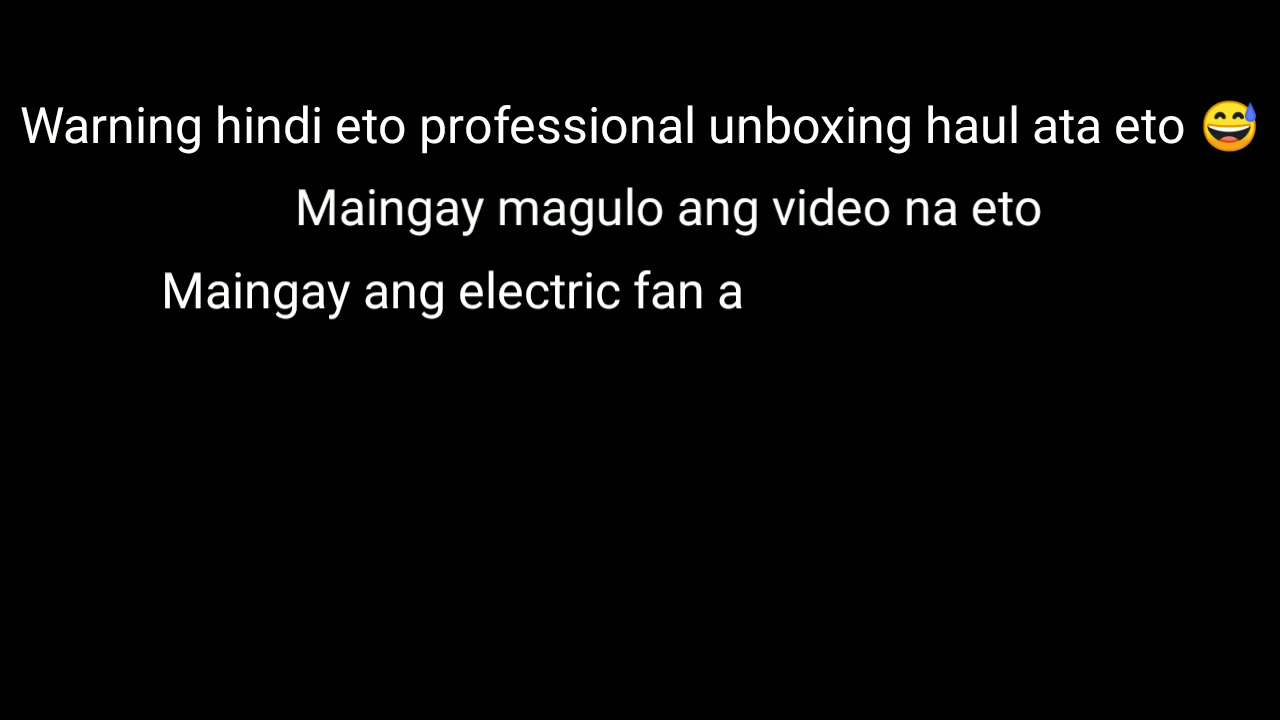 Warning hindi eto professional unboxing haul ata eto 😅
Maingay magulo ang video na eto
Maingay ang electric fan a